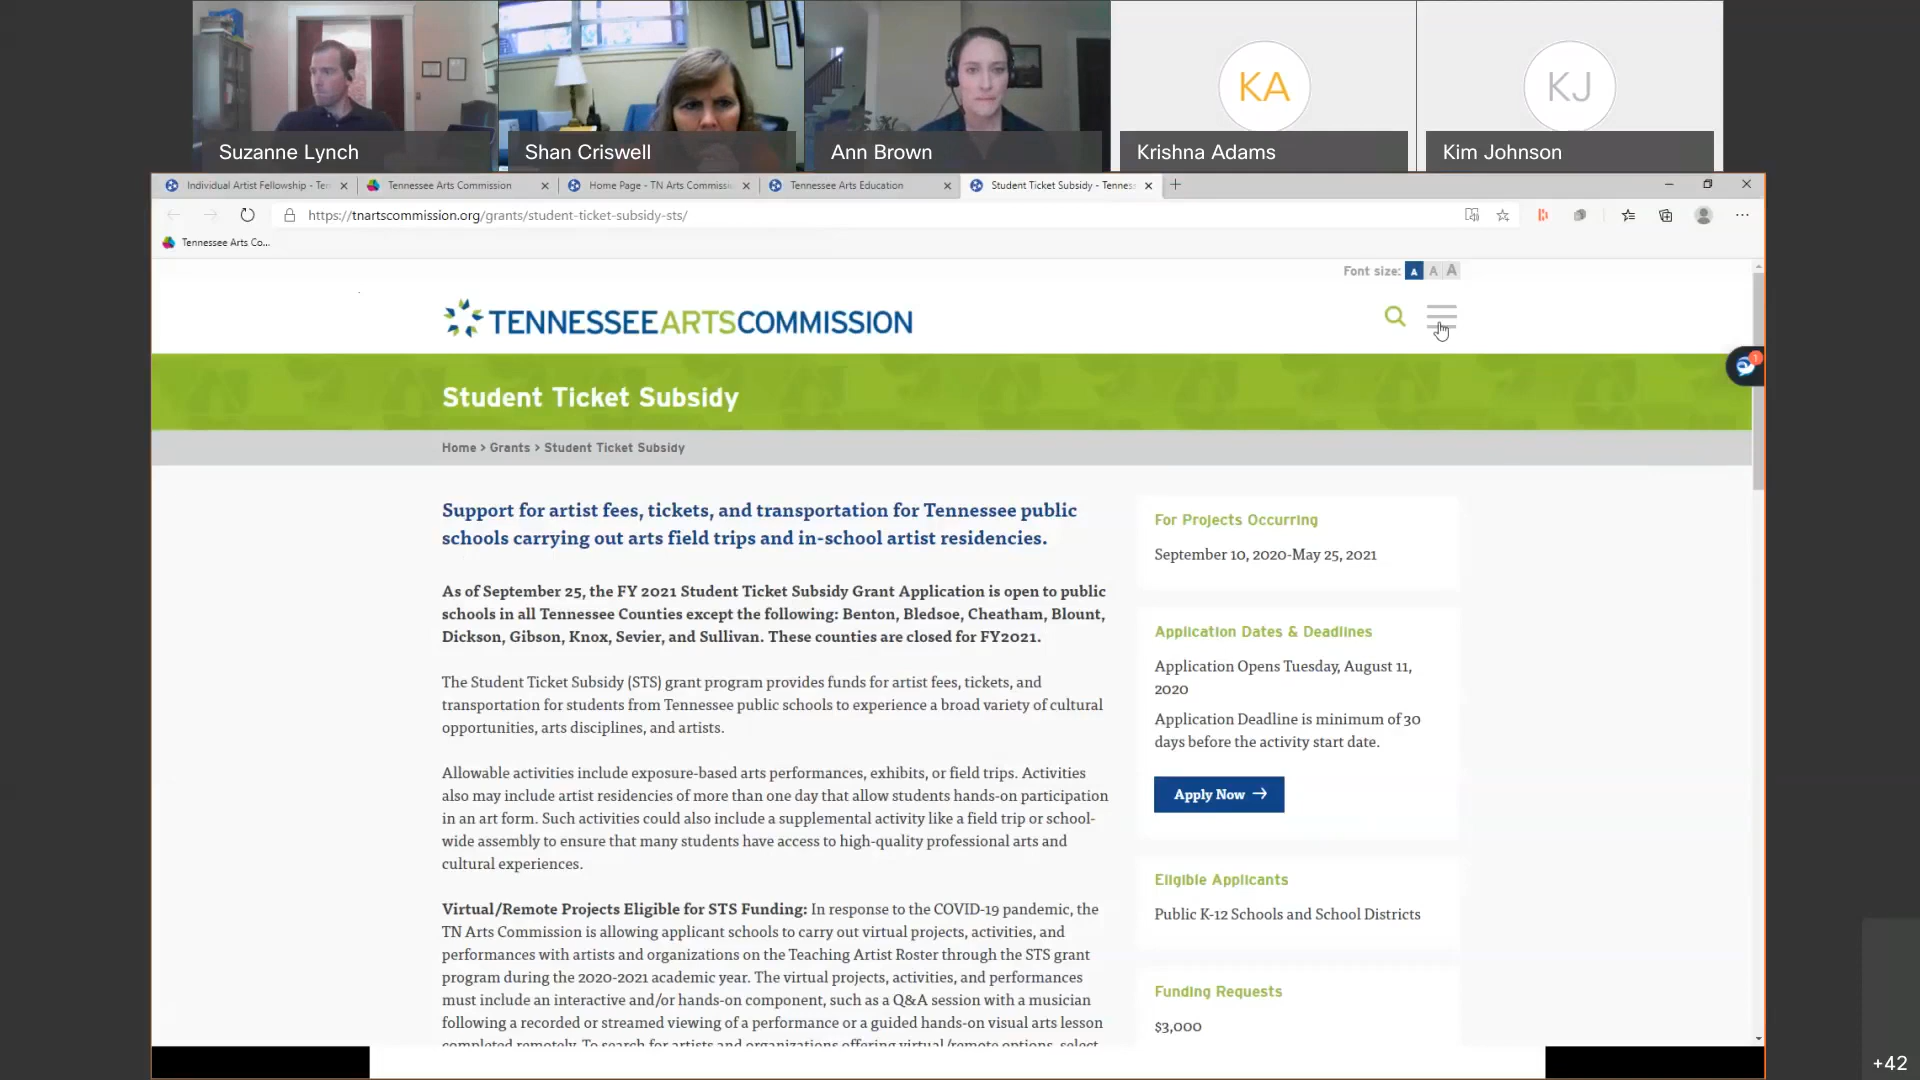 KA
KJ
Suzanne Lynch
Shan Criswell
Ann Brown
Krishna Adams
Kim Johnson
Individual Artist Fellowship - Ten
Tennessee Arts Commission
Home Page - TN Arts Commissi
Tennessee Arts Education
Student Ticket Subsidy - Tennes
https://tnartscommission.org/grants/student-ticket-subsidy-sts/
Tennessee Arts Co...
Font size: A A A
TENNESSEEARTSCOMMISSION
1
Student Ticket Subsidy
Home > Grants > Student Ticket Subsidy
Support for artist fees, tickets, and transportation for Tennessee public
schools carrying out arts field trips and in-school artist residencies.
As of September 25, the FY 2021 Student Ticket Subsidy Grant Application is open to public
schools in all Tennessee Counties except the following: Benton, Bledsoe, Cheatham, Blount,
Dickson, Gibson, Knox, Sevier, and Sullivan. These counties are closed for FY2021.
The Student Ticket Subsidy (STS) grant program provides funds for artist fees, tickets, and
transportation for students from Tennessee public schools to experience a broad variety of cultural
opportunities, arts disciplines, and artists.
Allowable activities include exposure-based arts performances, exhibits, or field trips. Activities
also may include artist residencies of more than one day that allow students hands-on participation
in an art form. Such activities could also include a supplemental activity like a field trip or school-
wide assembly to ensure that many students have access to high-quality professional arts and
cultural experiences.
Virtual/Remote Projects Eligible for STS Funding: In response to the COVID-19 pandemic, the
TN Arts Commission is allowing applicant schools to carry out virtual projects, activities, and
performances with artists and organizations on the Teaching Artist Roster through the STS grant
program during the 2020-2021 academic year. The virtual projects, activities, and performances
must include an interactive and/or hands-on component, such as a Q&A session with a musician
following a recorded or streamed viewing of a performance or a guided hands-on visual arts lesson
completed remotely. To search for artists and organizations offering virtual/remote options, select
For Projects Occurring
September 10, 2020-May 25, 2021
Application Dates & Deadlines
Application Opens Tuesday, August 11,
2020
Application Deadline is minimum of 30
days before the activity start date.
Apply Now →
Eligible Applicants
Public K-12 Schools and School Districts
Funding Requests
$3,000
+42